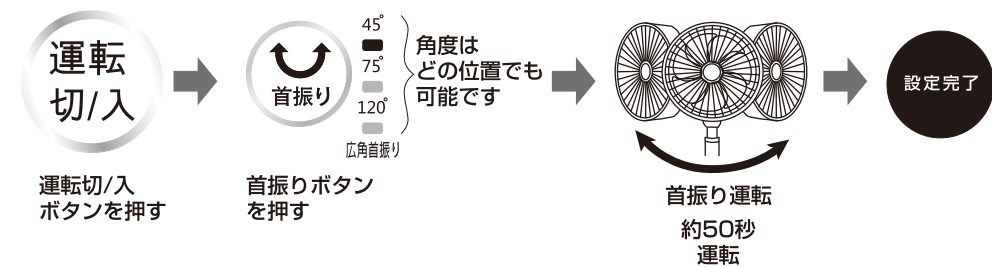 運転
切/入
運転切/入
ボタンを押す
首振り
45°
75°
120°
広角首振り
角度は
どの位置でも
可能です
首振りボタン
を押す
首振り運転
約50秒
運転
設定完了